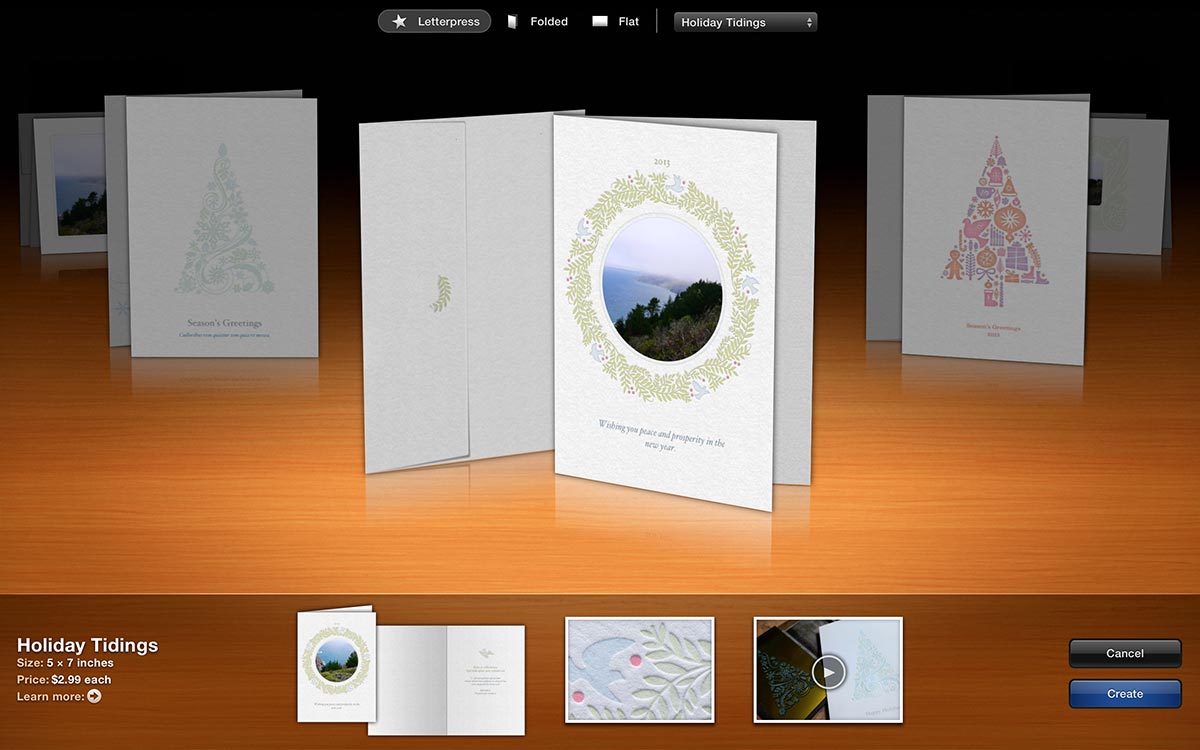 Letterpress
Folded
Flat
Holiday Tidings
Season's Greetings
2013
Wishing you peace and prosperity in the
new year.
Season's Greetings
2013
Holiday Tidings
Size: 5 × 7 inches
Price: $2.99 each
Learn more:
Cancel
Create